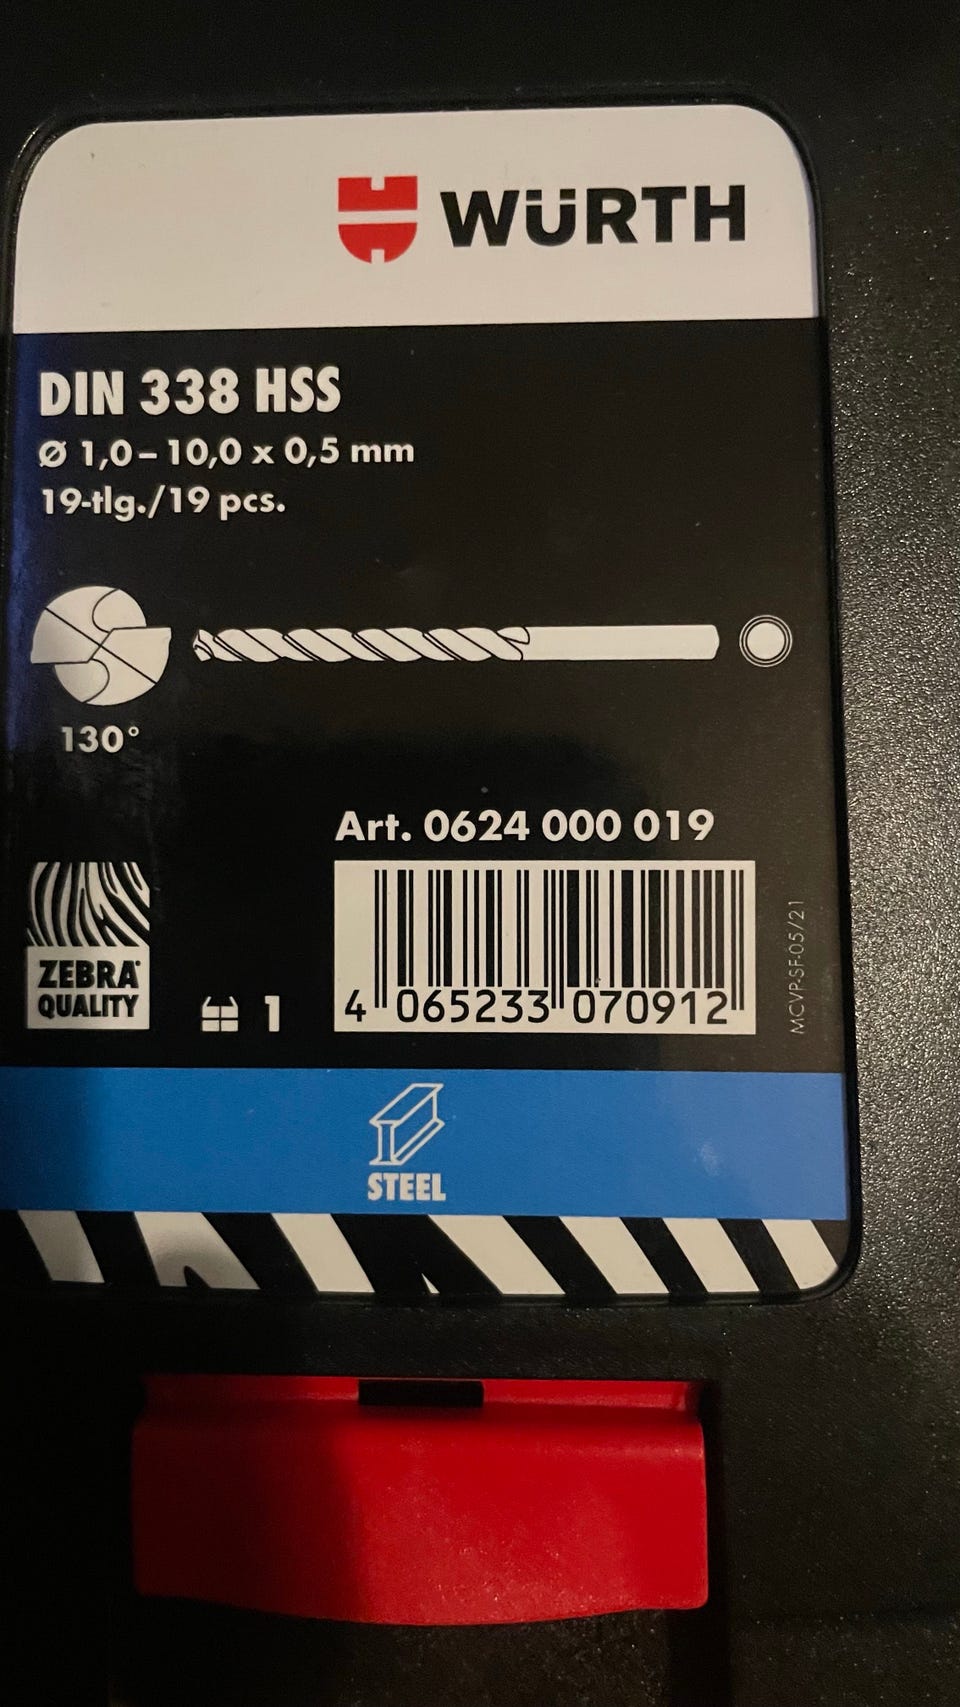 WÜRTH
DIN 338 HSS
Ø 1,0–10,0 x 0,5 mm
19-tlg./19 pcs.
130°
Art. 0624 000 019
ZEBRA®
QUALITY
1
4 065233 070912
MCVP-SF-05/21
STEEL